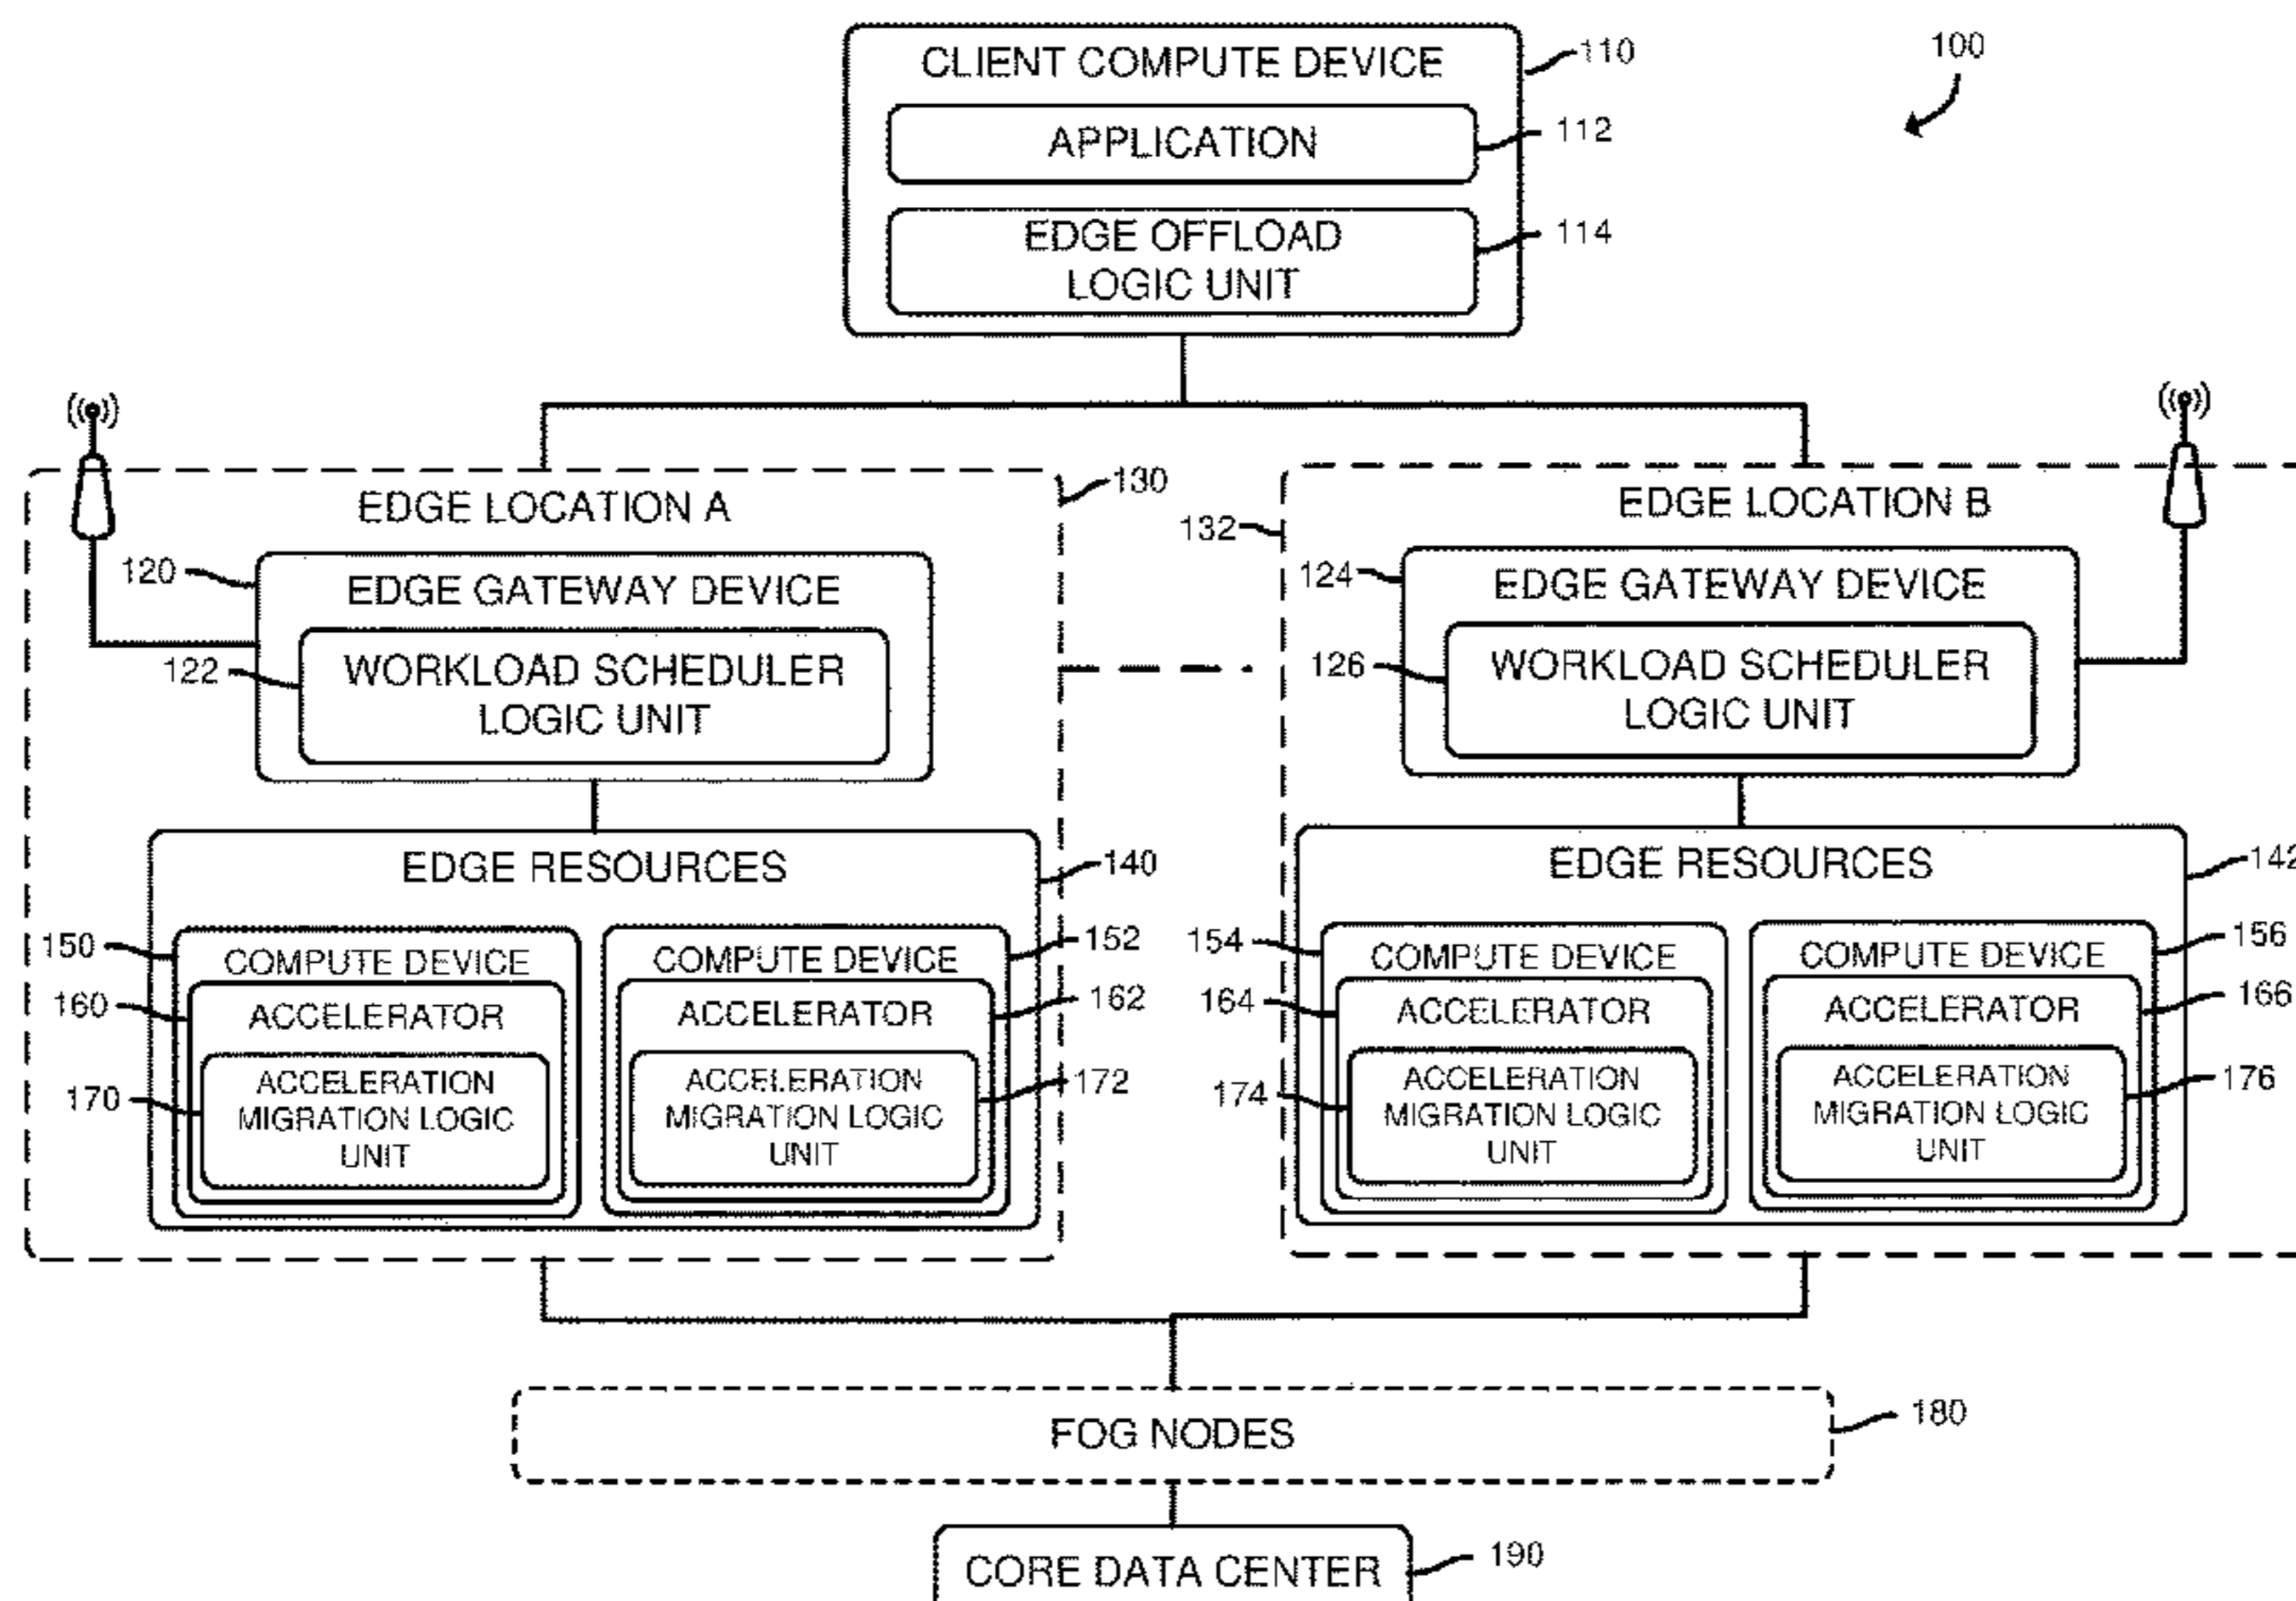 CLIENT COMPUTE DEVICE
110
100
APPLICATION
112
EDGE OFFLOAD
LOGIC UNIT
114
EDGE LOCATION A
130
120
EDGE GATEWAY DEVICE
122
WORKLOAD SCHEDULER
LOGIC UNIT
EDGE RESOURCES
140
150
COMPUTE DEVICE
160
ACCELERATOR
170
ACCELERATION
MIGRATION LOGIC
UNIT
COMPUTE DEVICE
152
ACCELERATOR
162
ACCELERATION
MIGRATION LOGIC
UNIT
172
EDGE LOCATION B
132
124
EDGE GATEWAY DEVICE
126
WORKLOAD SCHEDULER
LOGIC UNIT
EDGE RESOURCES
142
154
COMPUTE DEVICE
164
ACCELERATOR
174
ACCELERATION
MIGRATION LOGIC
UNIT
COMPUTE DEVICE
156
ACCELERATOR
166
ACCELERATION
MIGRATION LOGIC
UNIT
176
FOG NODES
180
CORE DATA CENTER
190